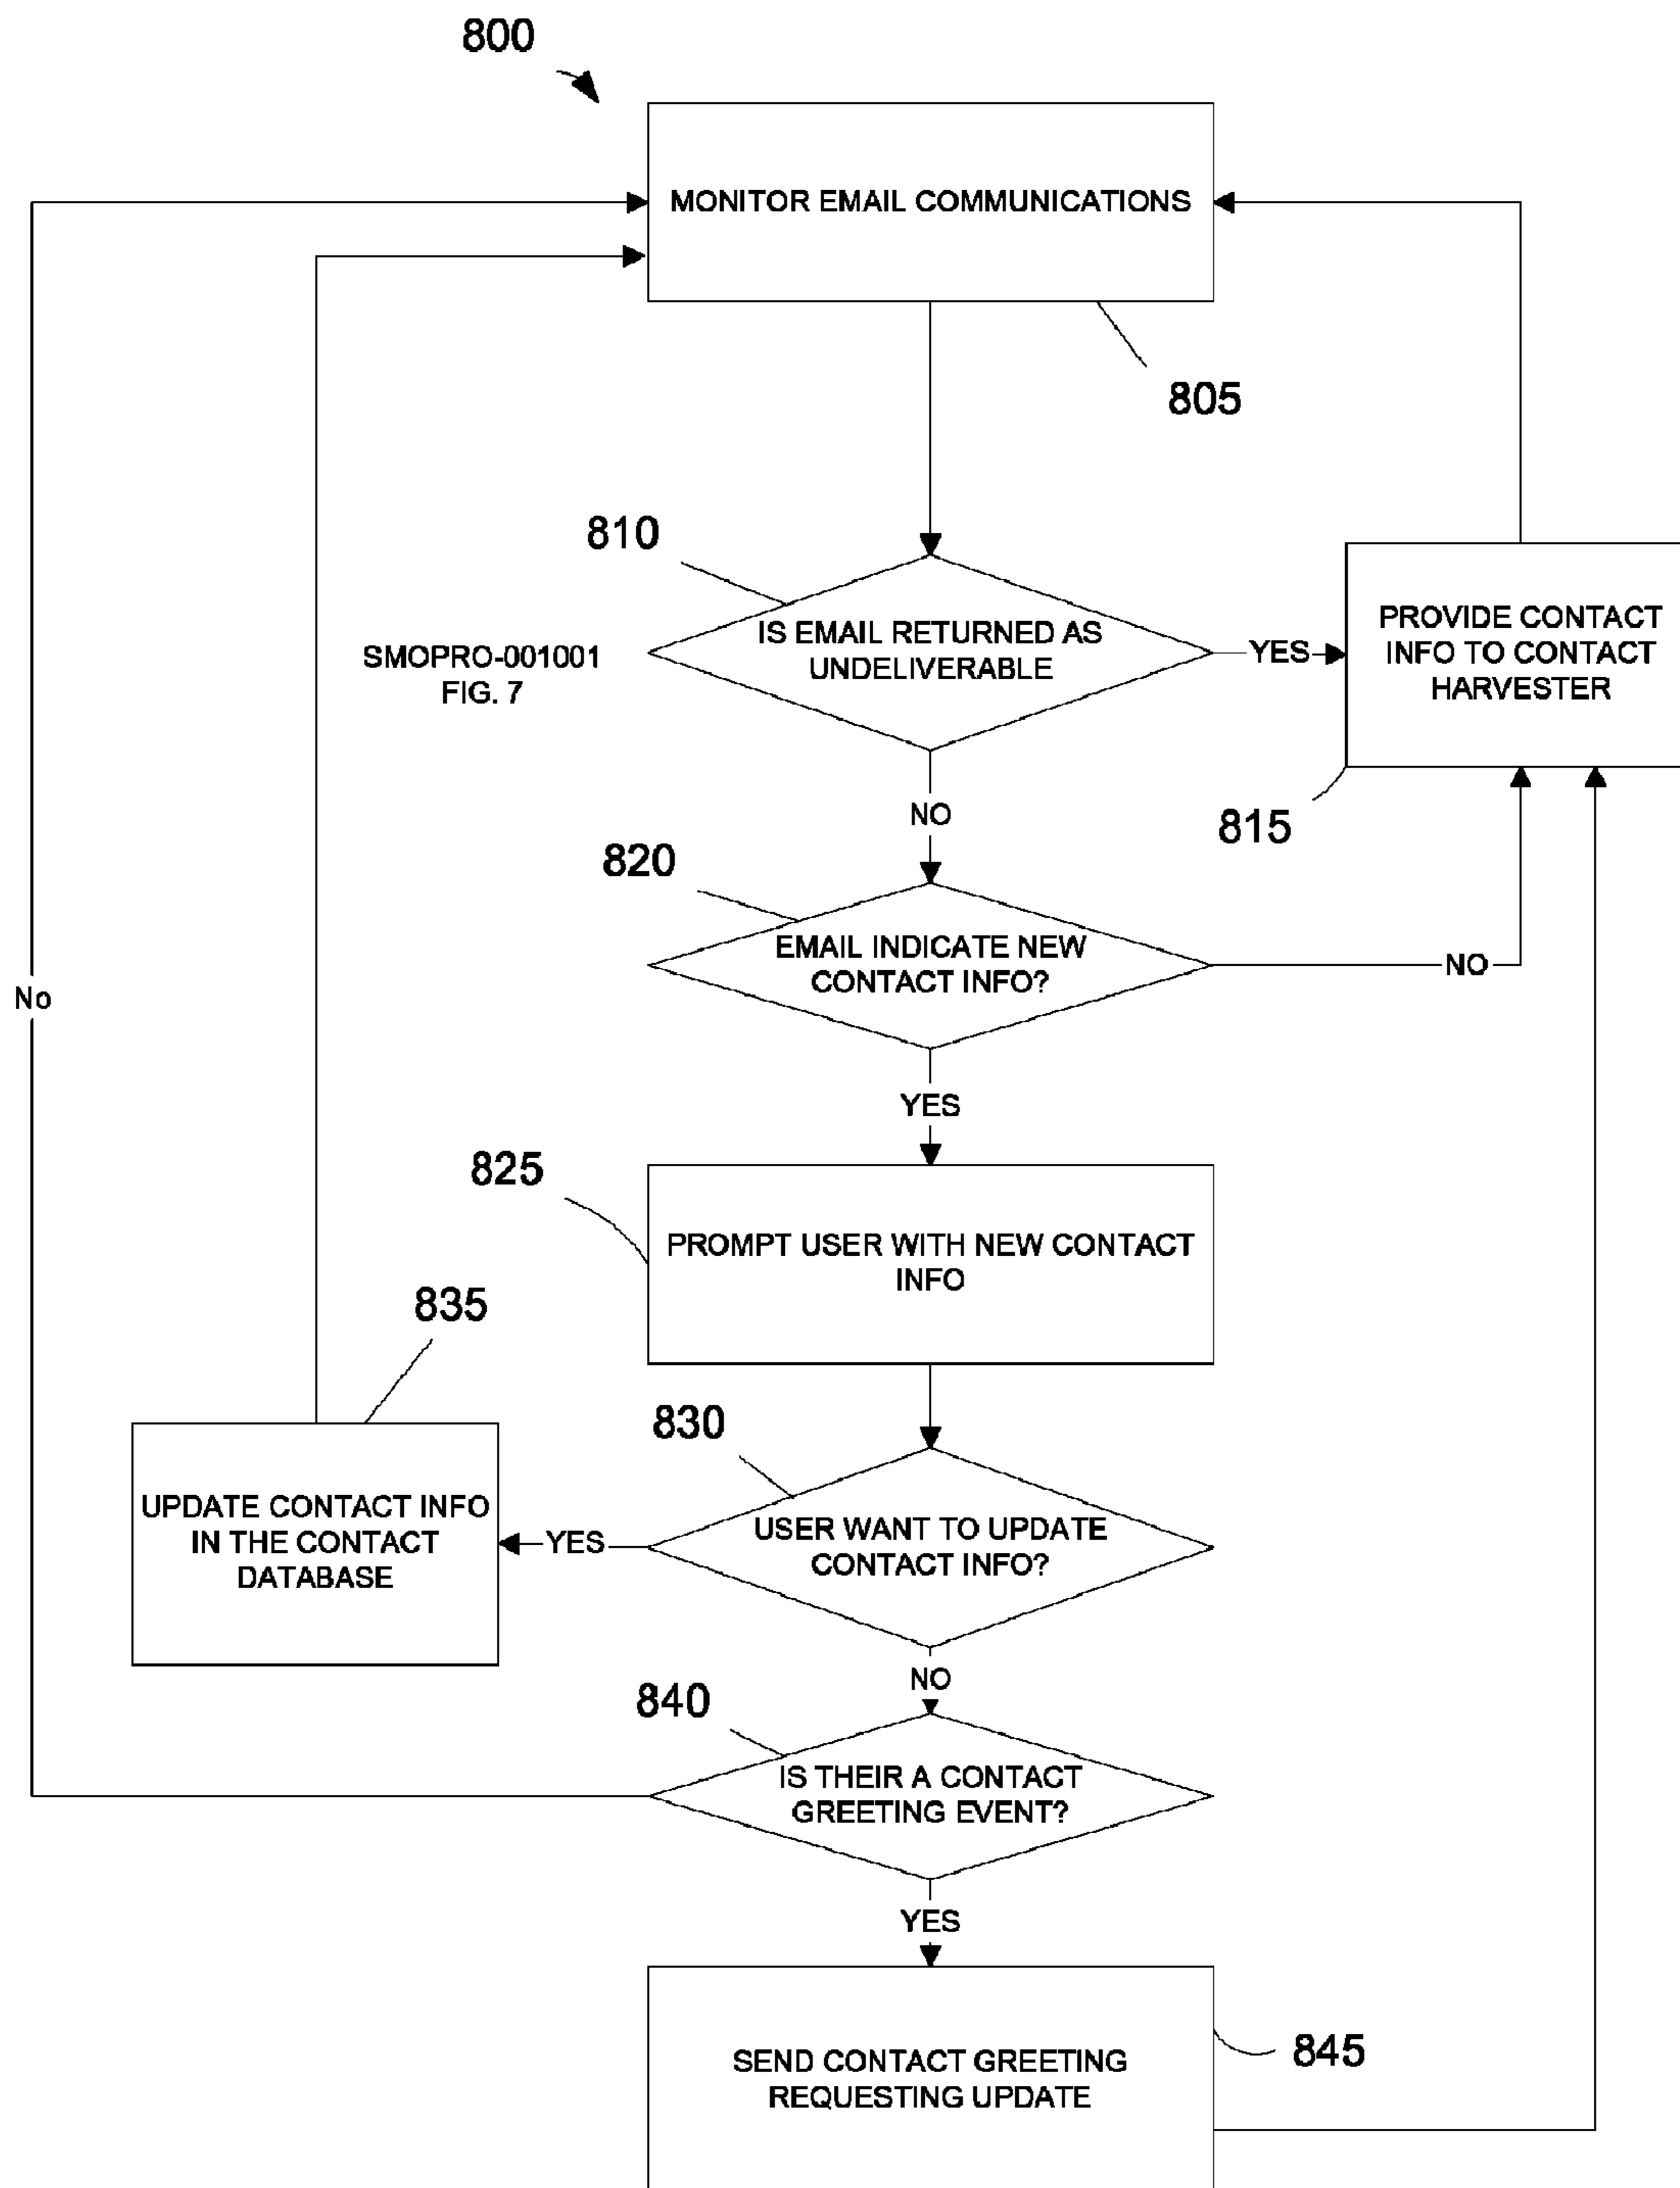 800
MONITOR EMAIL COMMUNICATIONS
805
810
IS EMAIL RETURNED AS
UNDELIVERABLE
YES
PROVIDE CONTACT
INFO TO CONTACT
HARVESTER
SMOPRO-001001
FIG. 7
815
NO
820
EMAIL INDICATE NEW
CONTACT INFO?
NO
No
YES
825
PROMPT USER WITH NEW CONTACT
INFO
835
830
UPDATE CONTACT INFO
IN THE CONTACT
DATABASE
YES
USER WANT TO UPDATE
CONTACT INFO?
NO
840
IS THEIR A CONTACT
GREETING EVENT?
YES
SEND CONTACT GREETING
REQUESTING UPDATE
845